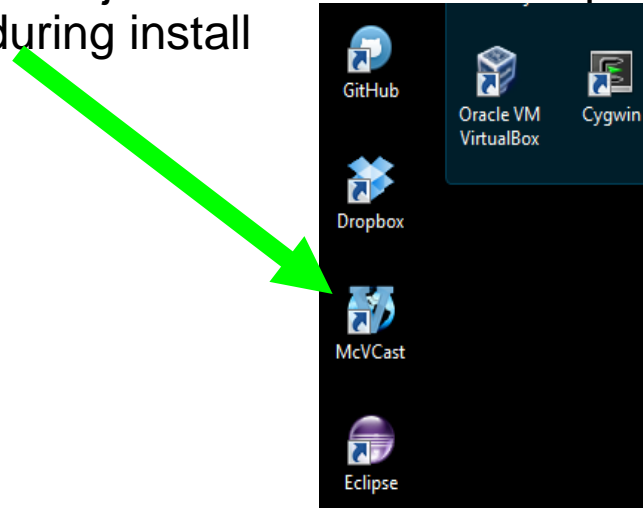 during install
GitHub
Oracle VM
VirtualBox
Cygwin
Dropbox
McVCast
Eclipse